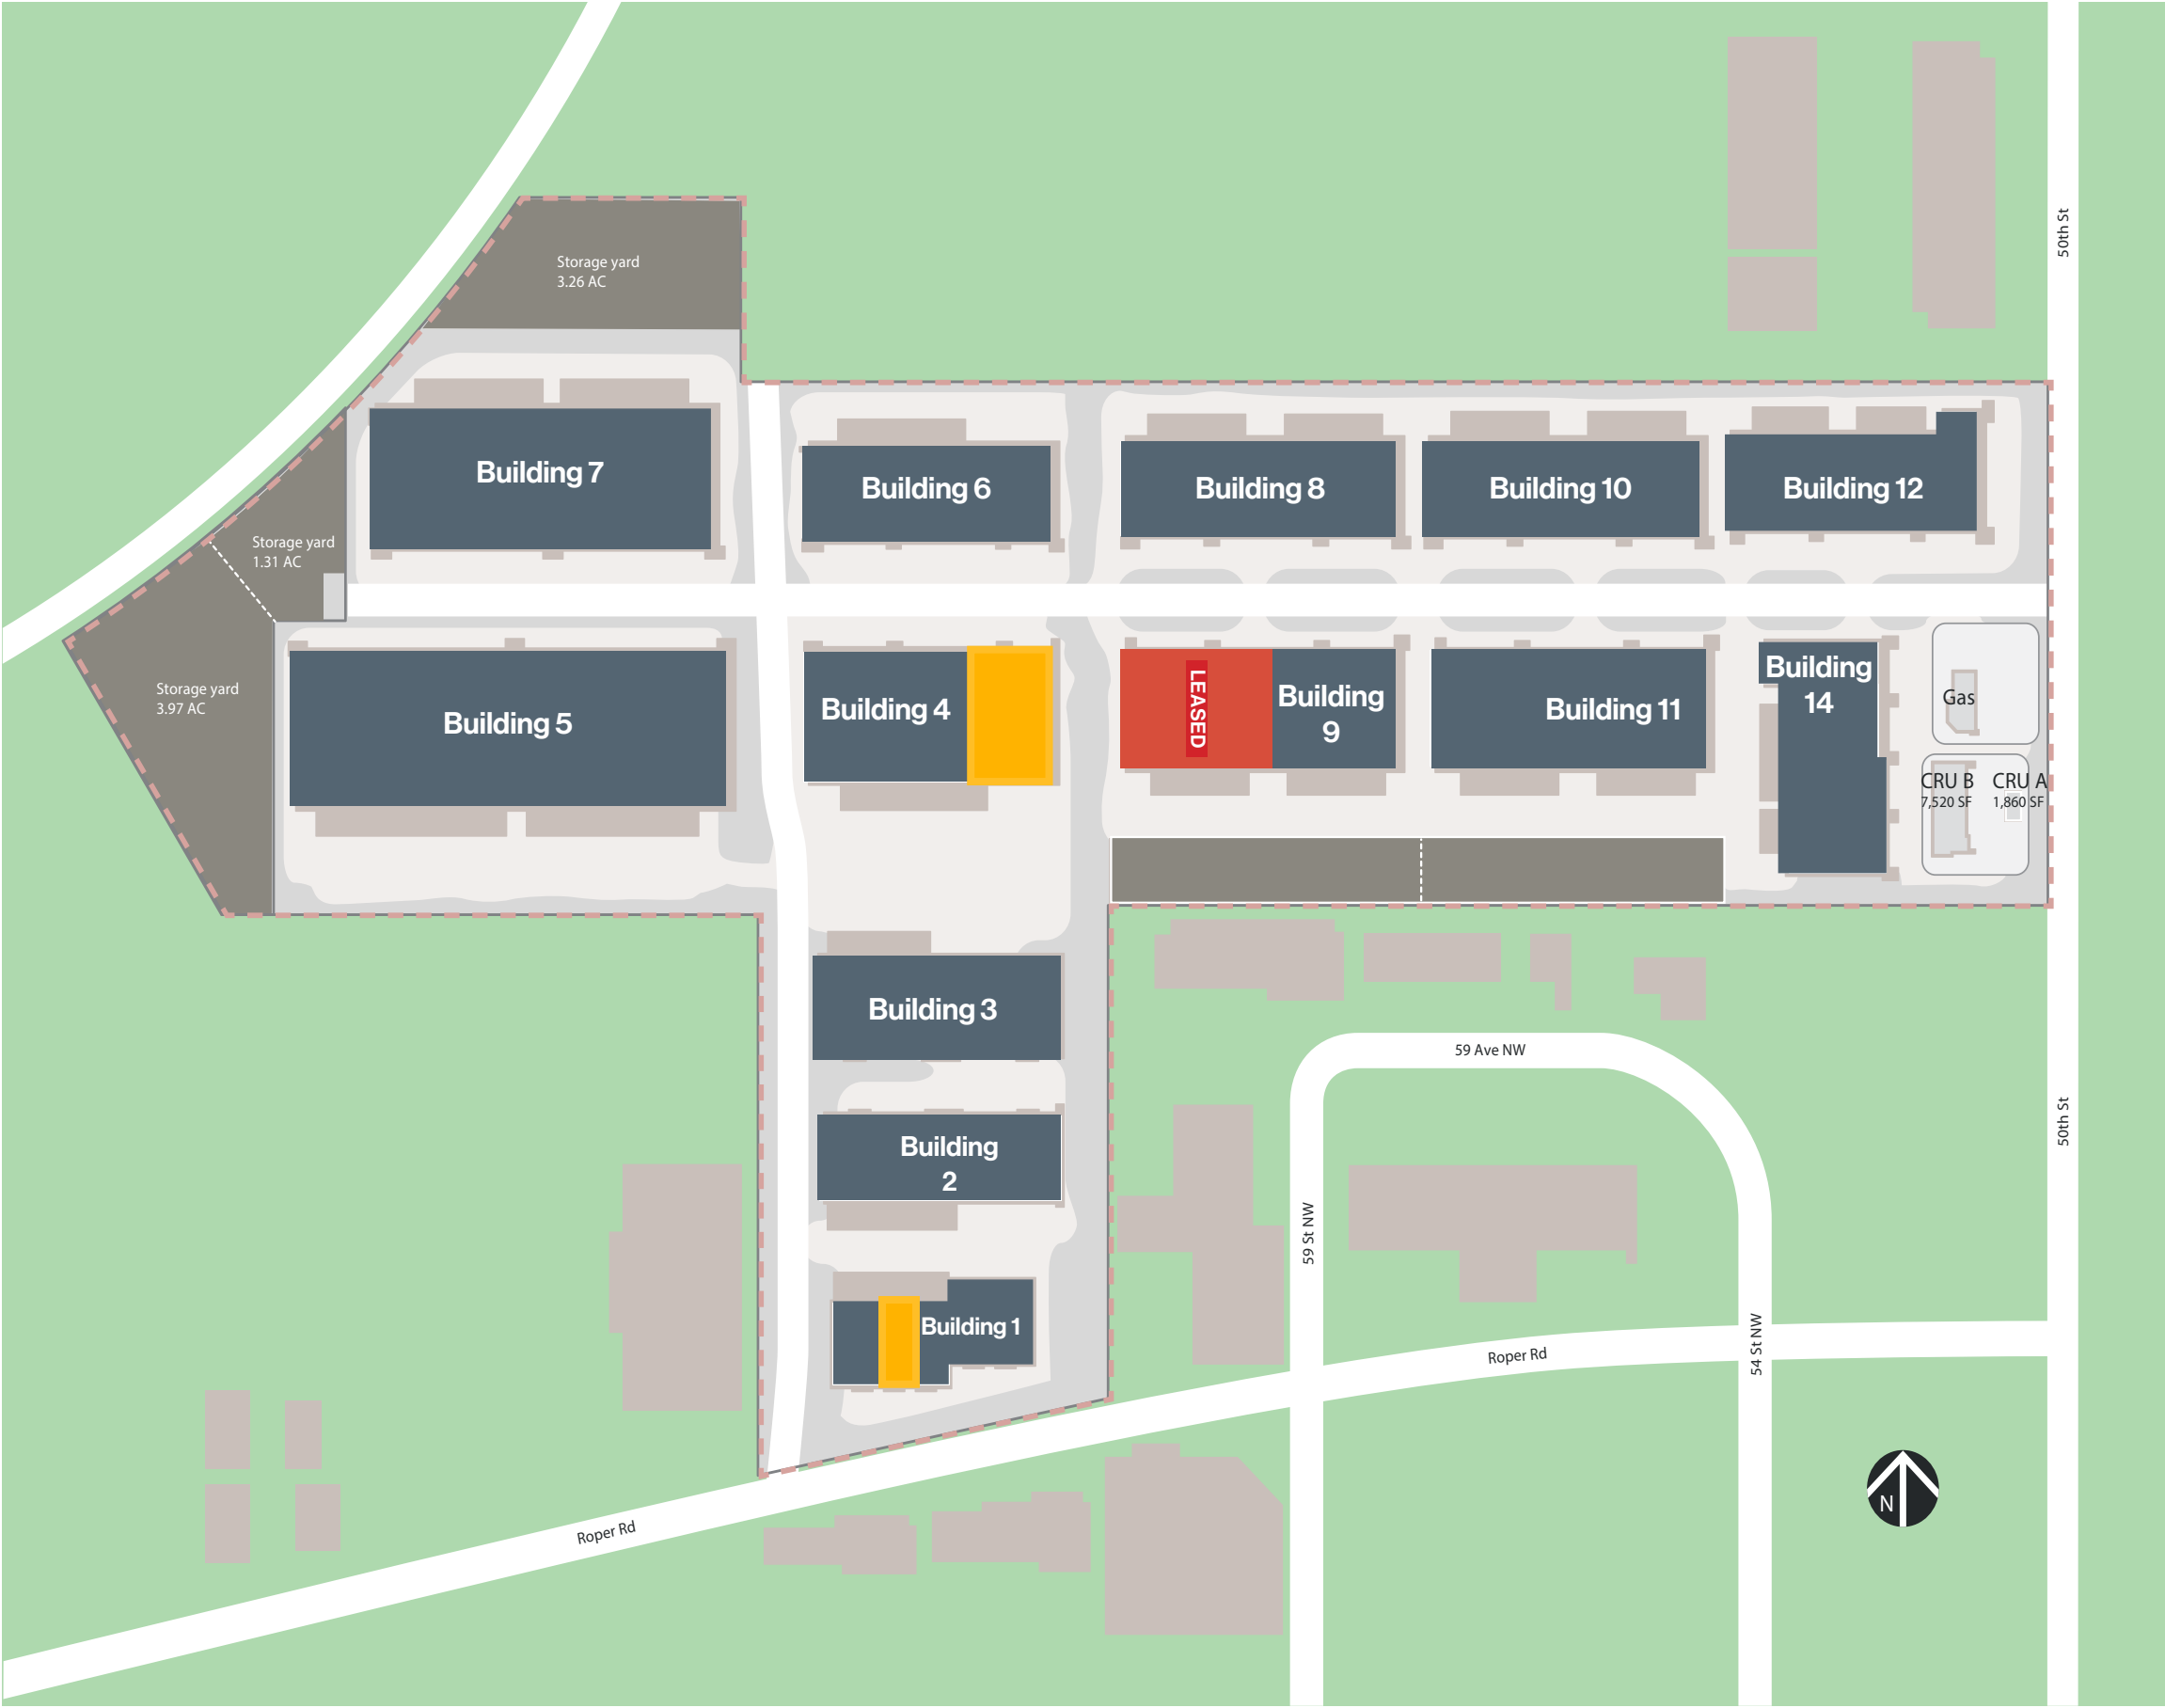 50th St
Storage yard
3.26 AC
Building 7
Building 6
Building 8
Building 10
Building 12
Storage yard
1.31 AC
Storage yard
3.97 AC
Building 5
Building 4
LEASED
Building
9
Building 11
Building
14
Gas
CRU B
7,520 SF
CRU A
1,860 SF
Building 3
59 Ave NW
50th St
Building
2
59 St NW
Building 1
Roper Rd
54 St NW
N
Roper Rd